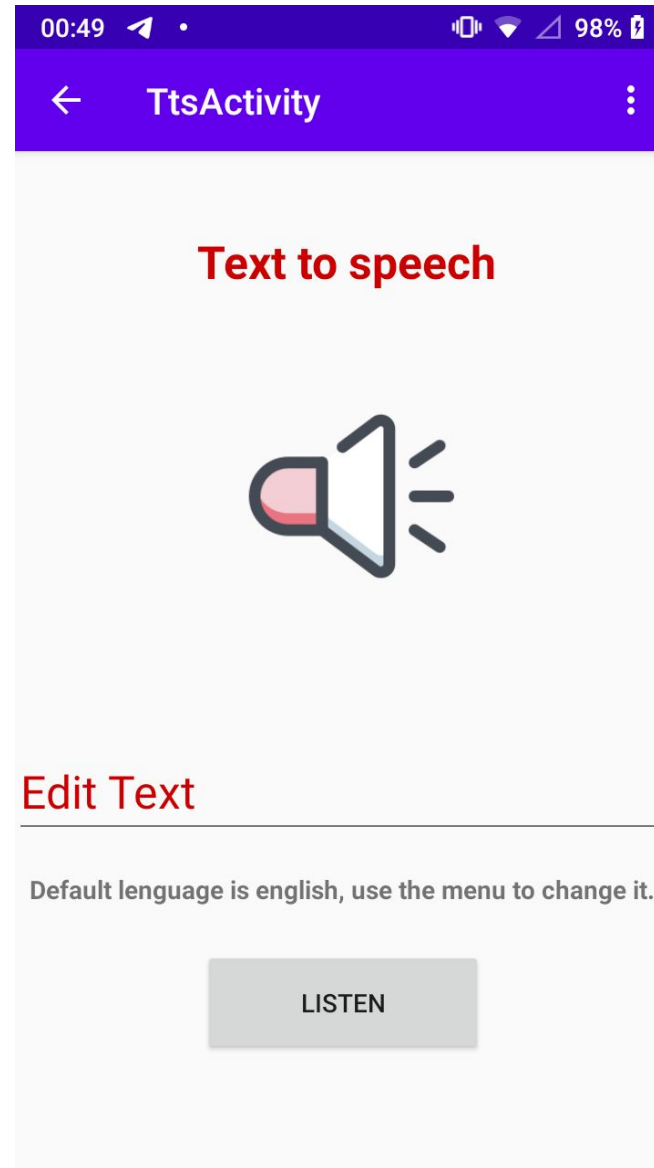 00:49 98%
TtsActivity
Text to speech
Edit Text
Default lenguage is english, use the menu to change it.
LISTEN